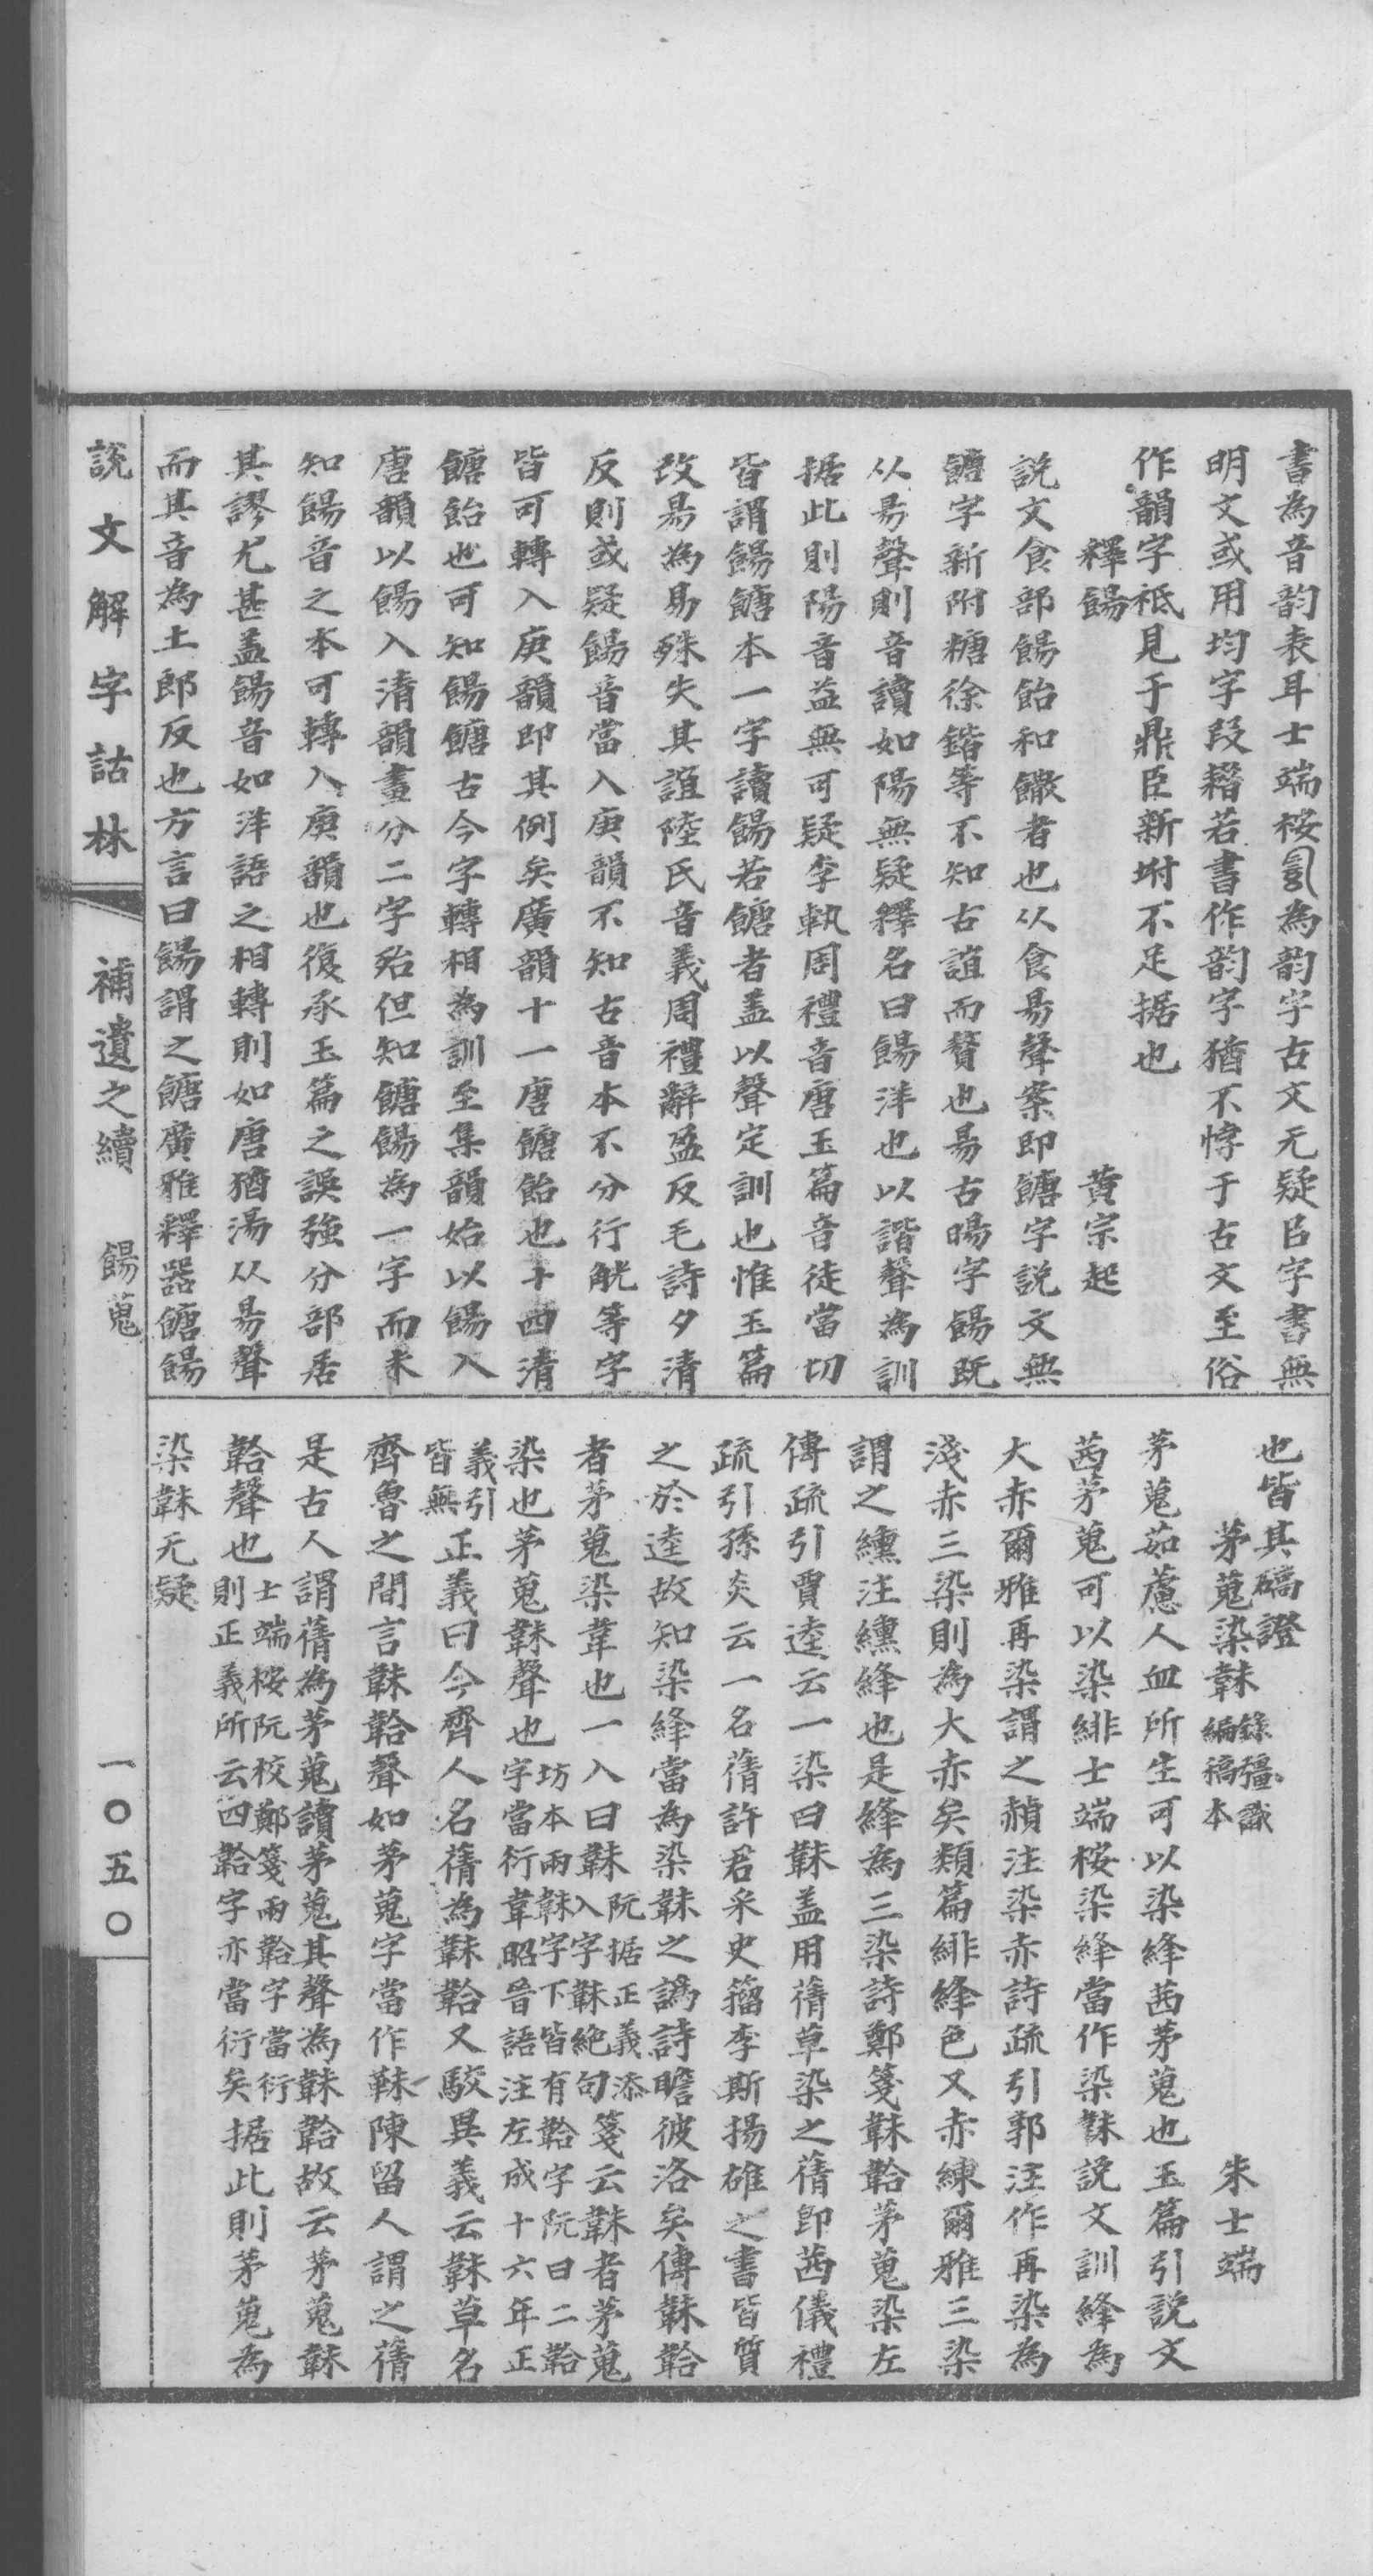 書為音韵表耳士端桉為韵字古文无疑㠯字書無
明文或用均字段藉若書作韵字猶不悖于古文至俗
作韻字祗見于鼎臣新坿不足据也
釋餳　黃宗起
說文食部餳飴和饊者也从食昜聲案即餹字說文無
餹字新附糖徐鍇等不知古誼而贅也昜古暘字餳旣
从昜聲則音讀如陽無疑釋名曰餳洋也以諧聲為訓
据此則陽音益無可疑李軌周禮音唐玉篇音徒當切
皆謂餳餹本一字讀餳若餹者盖以聲定訓也惟玉篇
改昜為易殊失其誼陸氏音義周禮辭盈反毛詩夕清
反則或疑餳音當入庚韻不知古音本不分行觥等字
皆可轉入庚韻即其例矣廣韻十一唐餹飴也十四清
餹飴也可知餳餹古今字轉相為訓至集韻始以餳入
唐韻以餳入清韻畫分二字殆但知餹餳為一字而未
知餳音之本可轉入庚韻也復承玉篇之誤強分部居
其謬尤甚盖餳音如洋語之相轉則如唐猶湯从昜聲
而其音為土郎反也方言曰餳謂之餹廣雅釋器餹餳
也皆其碻證
茅蒐染韎　錄彊識編稿本　朱士端
茅蒐茹藘人血所生可以染絳茜茅蒐也玉篇引説文
茜茅蒐可以染緋士端桉染絳當作染韎説文訓絳為
大赤爾雅再染謂之赬注染赤詩疏引郭注作再染為
淺赤三染則為大赤矣類篇緋絳色又赤練爾雅三染
謂之纁注纁絳也是絳為三染詩鄭箋韎韐茅蒐染左
傳疏引賈逵云一染曰韎盖用蒨草染之蒨即茜儀禮
疏引孫炎云一名蒨許君采史籀李斯揚雄之書皆質
之於逵故知染絳當為染韎之譌詩瞻彼洛矣傳韎韐
者茅蒐染韋也一入曰韎阮据正義添入字韎絕句箋云韎者茅蒐
染也茅蒐韎聲也坊本兩韎字下皆有韐字阮曰二韐字當衍韋昭晉語注左成十六年正
義引皆無正義曰今齊人名蒨為韎韐又駮異義云韎草名
齊魯之間言韎韐聲如茅蒐字當作韎陳留人謂之蒨
是古人謂蒨為茅蒐讀茅蒐其聲為韎韐故云茅蒐韎
韐聲也士端桉阮校鄭箋兩韐字當衍則正義所云四韐字亦當衍矣据此則茅蒐為
染韎无疑
說文解字詁林　補遺之續　餳蒐　一〇五〇